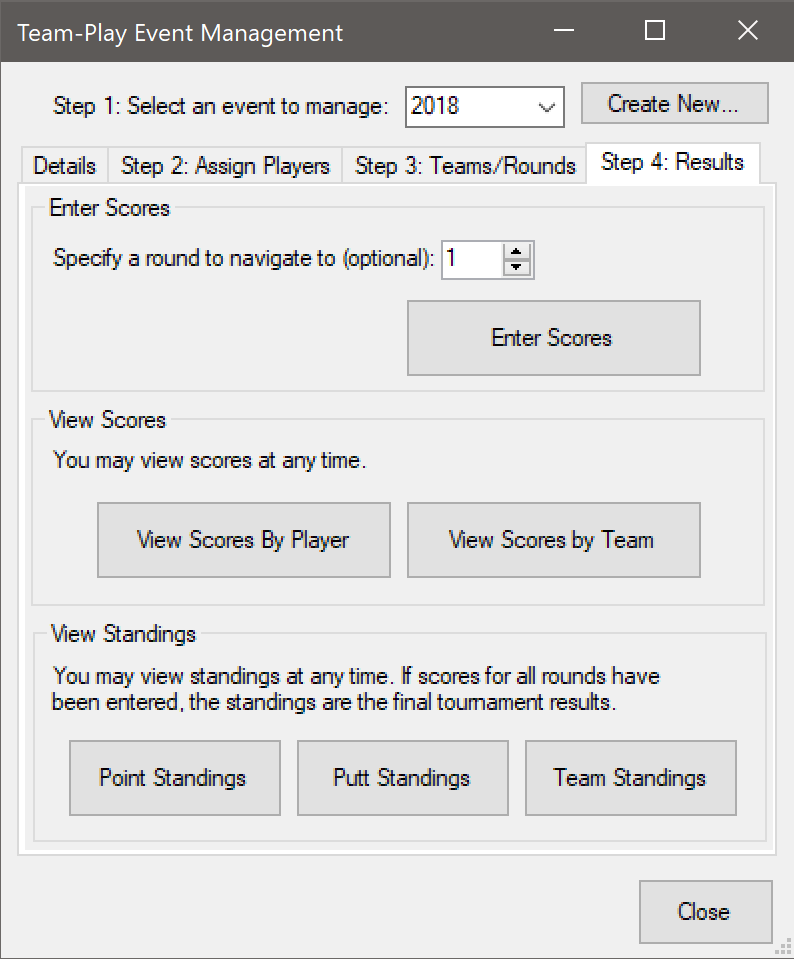 Team-Play Event Management
Step 1: Select an event to manage: 2018 Create New...
Details Step 2: Assign Players Step 3: Teams/Rounds Step 4: Results
Enter Scores
Specify a round to navigate to (optional): 1
Enter Scores
View Scores
You may view scores at any time.
View Scores By Player View Scores by Team
View Standings
You may view standings at any time. If scores for all rounds have
been entered, the standings are the final tournament results.
Point Standings Putt Standings Team Standings
Close